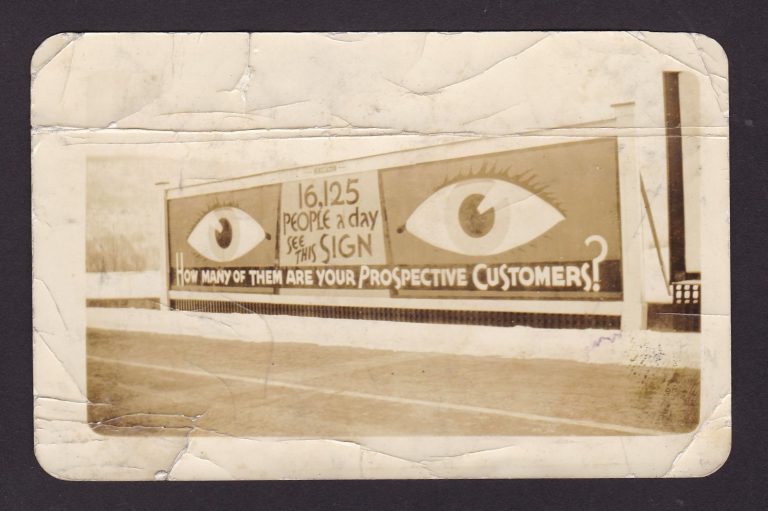 16,125
PEOPLE a day
SEE THIS SIGN
HOW MANY OF THEM ARE YOUR PROSPECTIVE CUSTOMERS?